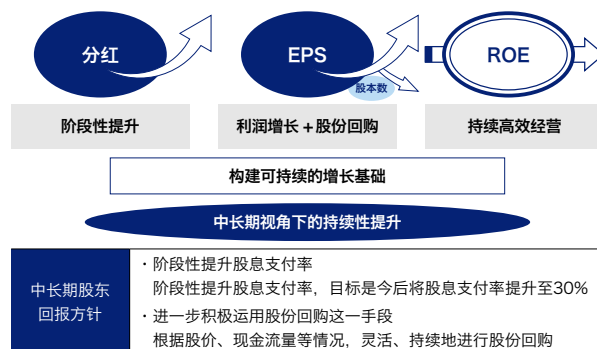 分红
EPS
ROE
股本数
阶段性提升
利润增长＋股份回购
持续高效经营
构建可持续的增长基础
中长期视角下的持续性提升
中长期股东
回报方针
· 阶段性提升股息支付率
阶段性提升股息支付率，目标是今后将股息支付率提升至30%
· 进一步积极运用股份回购这一手段
根据股价、现金流量等情况，灵活、持续地进行股份回购